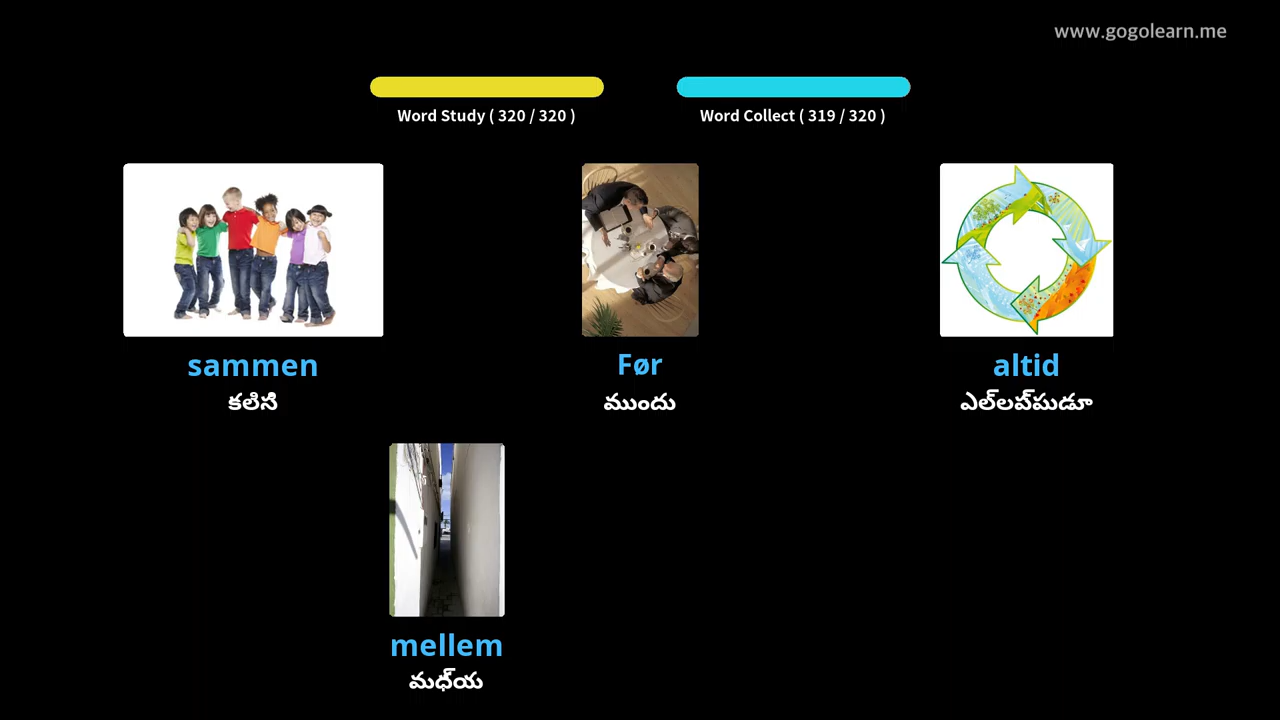 www.gogolearn.me
Word Study ( 320 / 320 )
Word Collect ( 319 / 320 )
sammen
కలిసి
Før
ముందు
altid
ఎల్లప్పుడూ
mellem
మధ్య